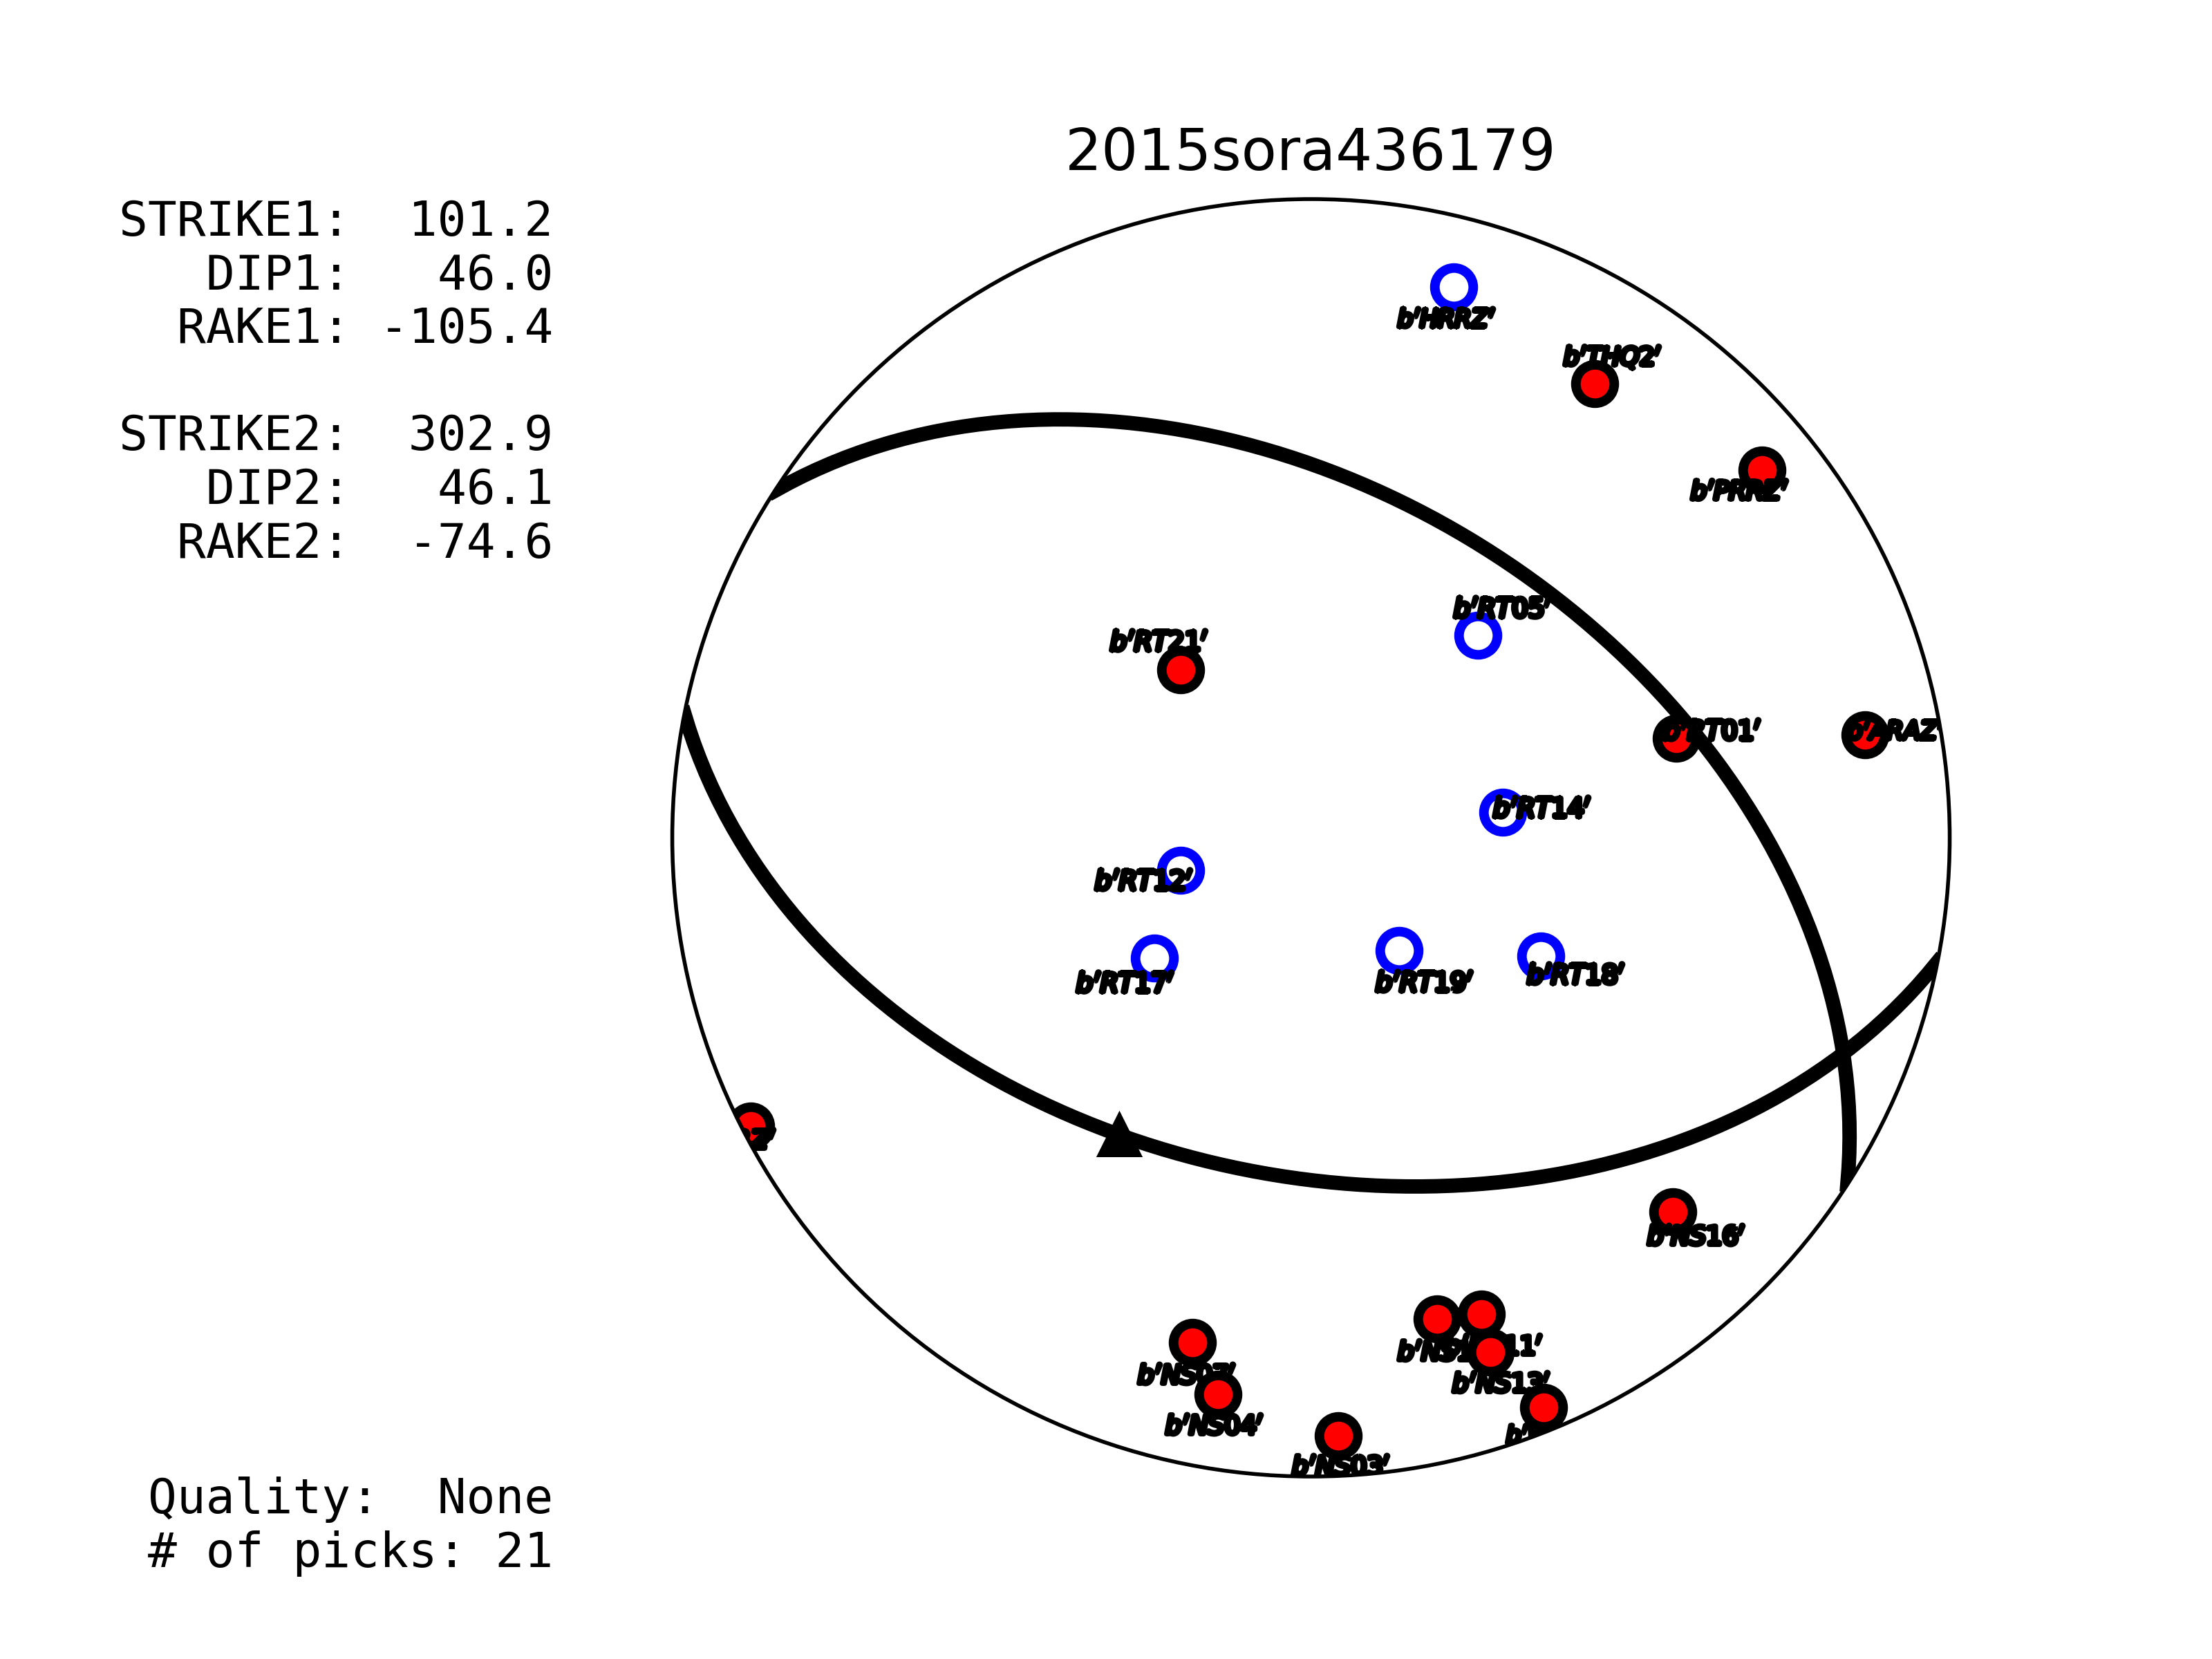 2015sora436179
STRIKE1: 101.2
DIP1: 46.0
RAKE1: -105.4
STRIKE2: 302.9
DIP2: 46.1
RAKE2: -74.6
b'HRRZ'
b'THQ2'
b'PRRZ'
b'RT05'
b'RT21'
b'RT01'
b'RT14'
b'RT12'
b'RT17'
b'RT19'
b'RT18'
b'NS16'
b'NS13'
b'NS04'
b'NS03'
Quality: None
# of picks: 21